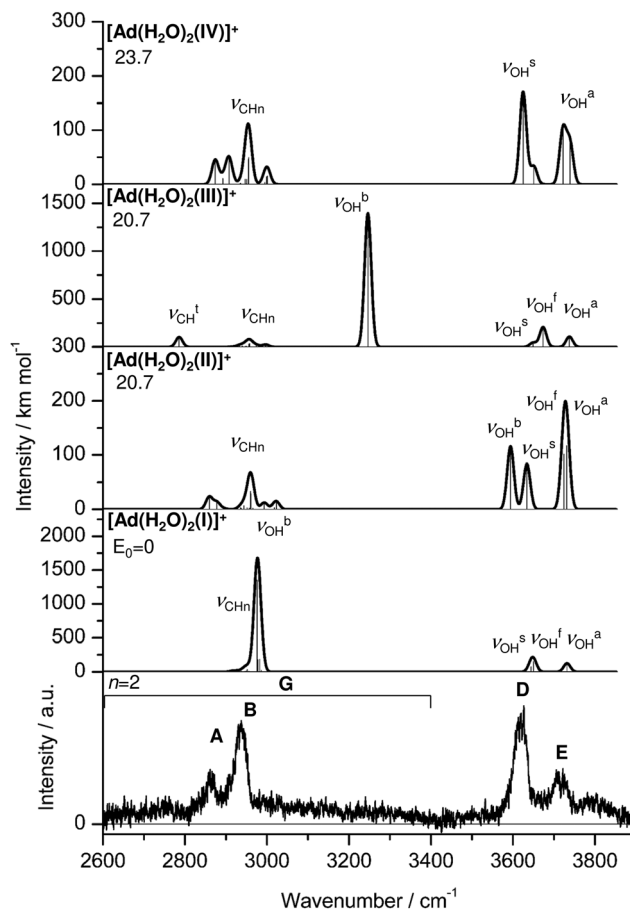 [Ad(H₂O)₂(IV)]⁺
23.7
300
200
100
0
νCHn
νOHˢ
νOHᵃ
[Ad(H₂O)₂(III)]⁺
20.7
1500
1000
500
300
νCHᵗ
νCHn
νOHᵇ
νOHˢ
νOHᶠ
νOHᵃ
[Ad(H₂O)₂(II)]⁺
20.7
200
100
0
νCHn
νOHᵇ
νOHˢ
νOHᶠ
νOHᵃ
[Ad(H₂O)₂(I)]⁺
E₀=0
2000
1500
1000
500
0
νCHn
νOHᵇ
νOHˢ
νOHᶠ
νOHᵃ
Intensity / km mol⁻¹
n=2
G
A
B
D
E
0
Intensity / a.u.
2600 2800 3000 3200 3400 3600 3800
Wavenumber / cm⁻¹